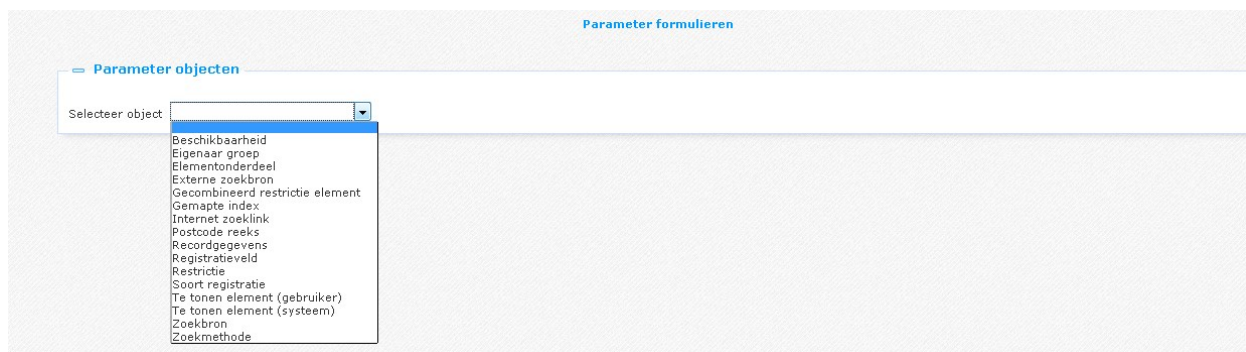 Parameter formulieren
Parameter objecten
Selecteer object
Beschikbaarheid
Eigenaar groep
Elementonderdeel
Externe zoekbron
Gecombineerd restrictie element
Gemapte index
Internet zoeklink
Postcode reeks
Recordgegevens
Registratieveld
Restrictie
Soort registratie
Te tonen element (gebruiker)
Te tonen element (systeem)
Zoekbron
Zoekmethode